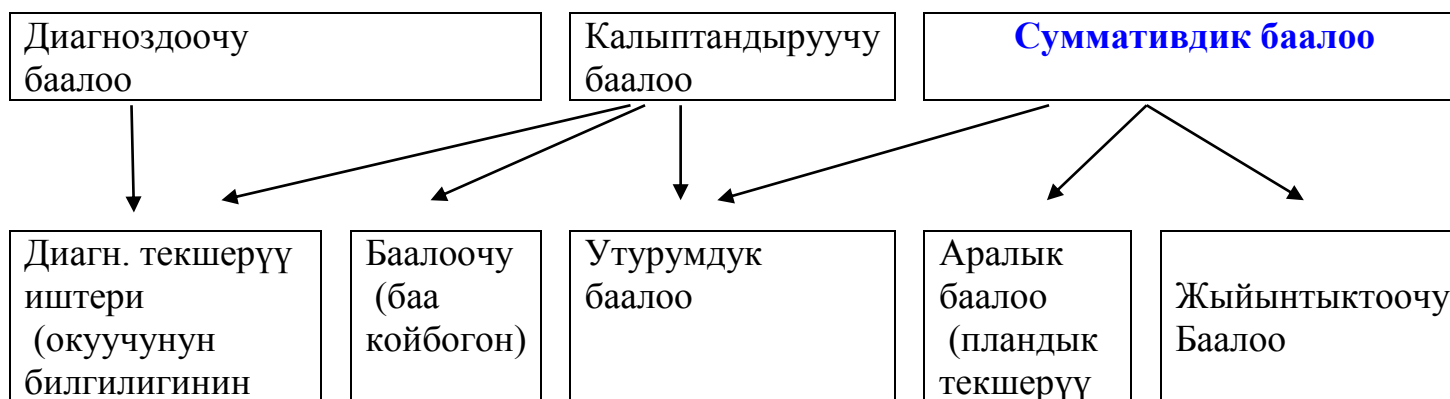 Диагноздоочу
баалоо
Калыптандыруучу
баалоо
Суммативдик баалоо
Диагн. текшерүү
иштери
(окуучунун
билгилигинин
Баалоочу
(баа
койбогон)
Утурумдук
баалоо
Аралык
баалоо
(пландык
текшерүү
Жыйынтыктоочу
Баалоо